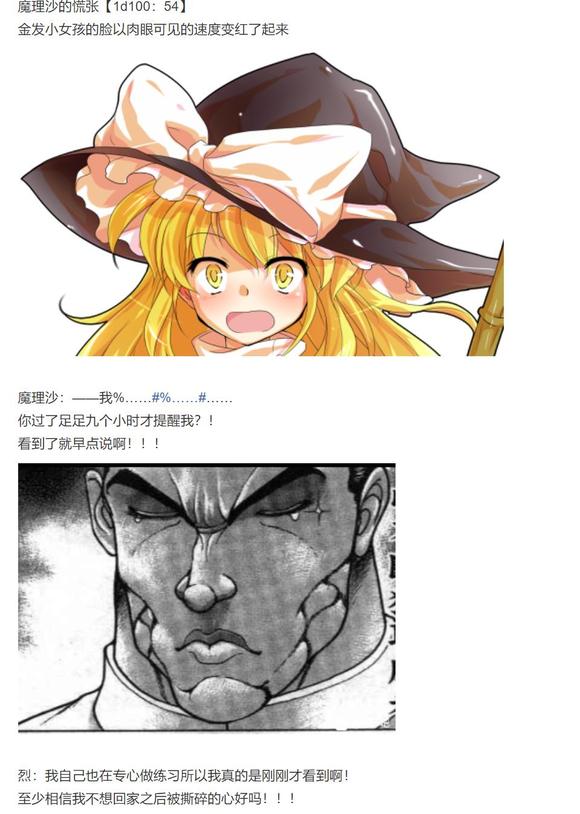 魔理沙的慌张【1d100：54】
金发小女孩的脸以肉眼可见的速度变红了起来
魔理沙：——我%……#%……#……
你过了足足九个小时才提醒我？！
看到了就早点说啊！！！
烈：我自己也在专心做练习所以我真的是刚刚才看到啊！
至少相信我不想回家之后被撕碎的心好吗！！！